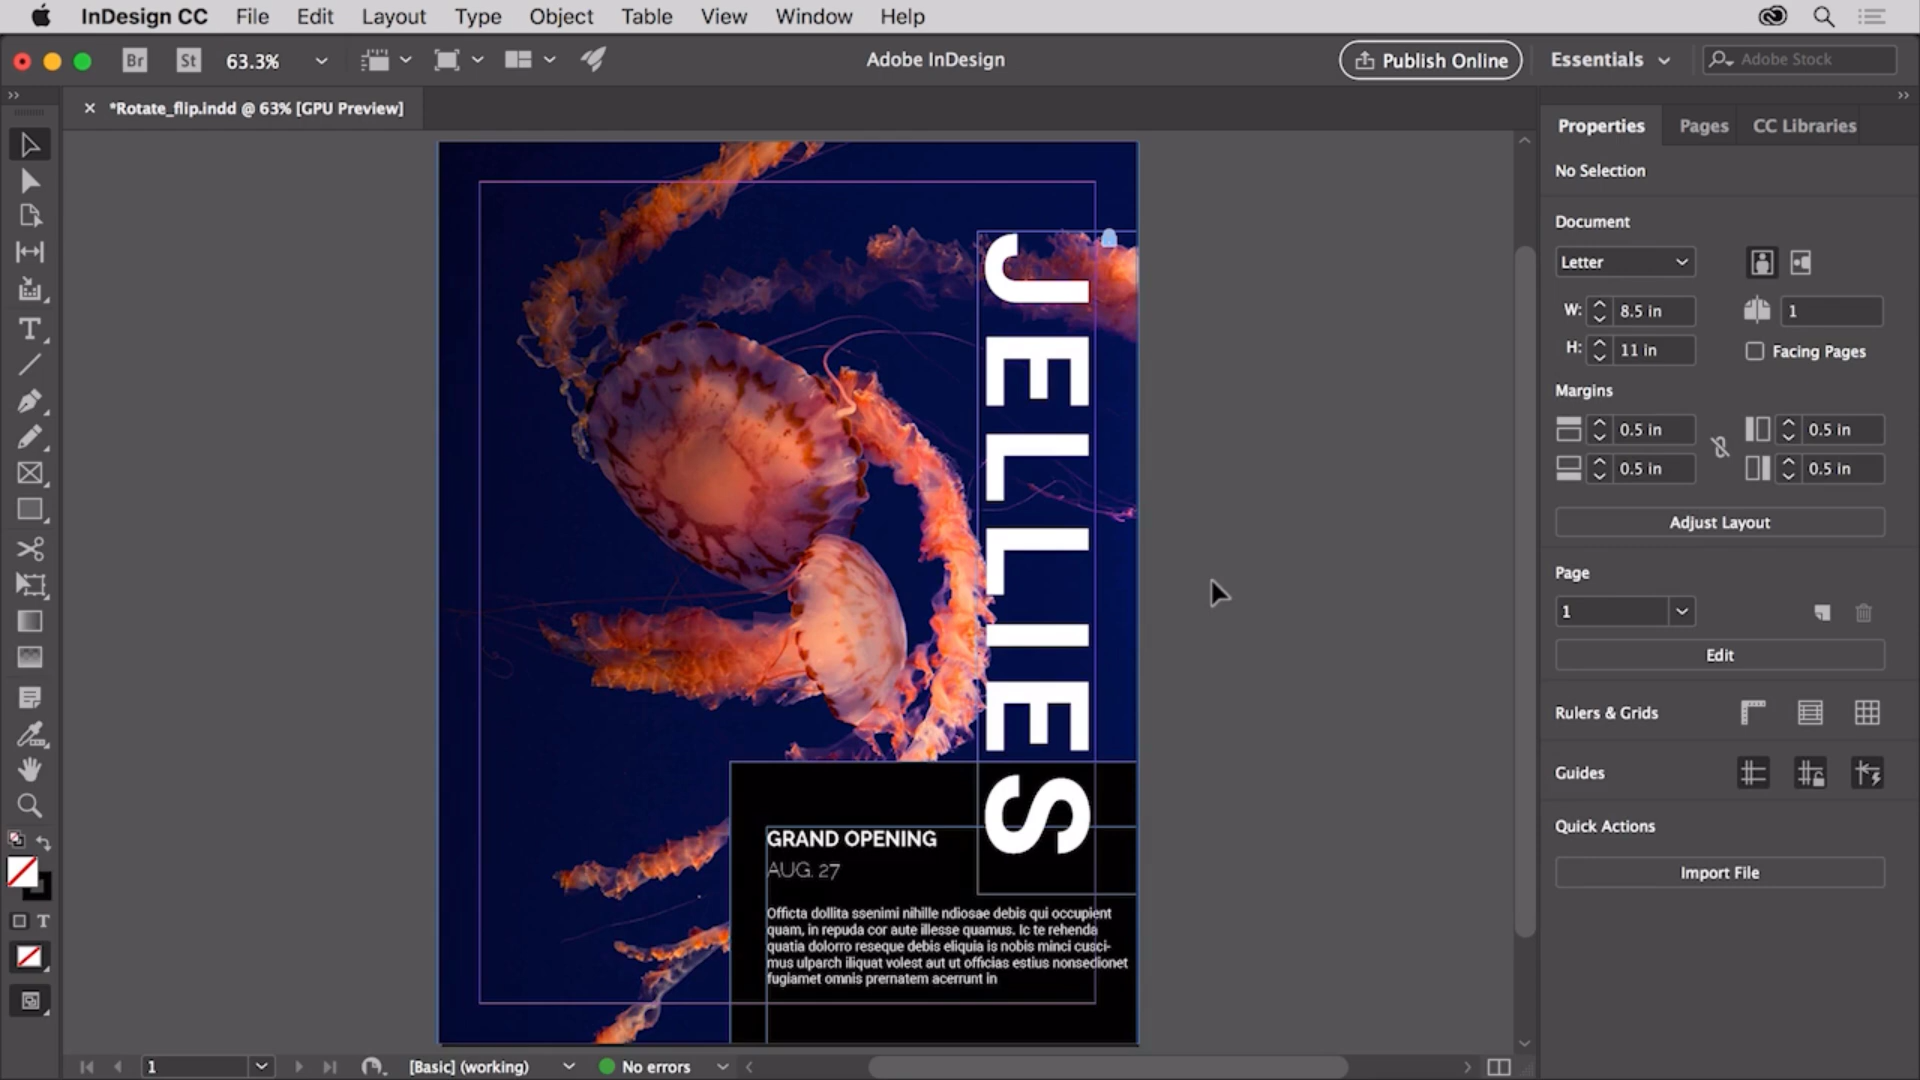 InDesign CC File Edit Layout Type Object Table View Window Help
Br St 63.3% Adobe InDesign Publish Online Essentials Adobe Stock
*Rotate_flip.indd @ 63% [GPU Preview]
Properties Pages CC Libraries
No Selection
Document
Letter
W: 8.5 in 1
H: 11 in Facing Pages
Margins
0.5 in 0.5 in
0.5 in 0.5 in
Adjust Layout
Page
1
Edit
Rulers & Grids
Guides
Quick Actions
Import File
JELLIES
GRAND OPENING
AUG. 27
Officta dollita ssenimi nihille ndiosae debis qui occupient
quam, in repuda cor aute illesse quamus. Ic te rehenda
quatia dolorro reseque debis eliquia is nobis minci cusci-
mus ulparch iliquat volest aut ut officias estius nonsedionet
fugiamet omnis prernatem acerrunt in
T
T
1 [Basic] (working) No errors